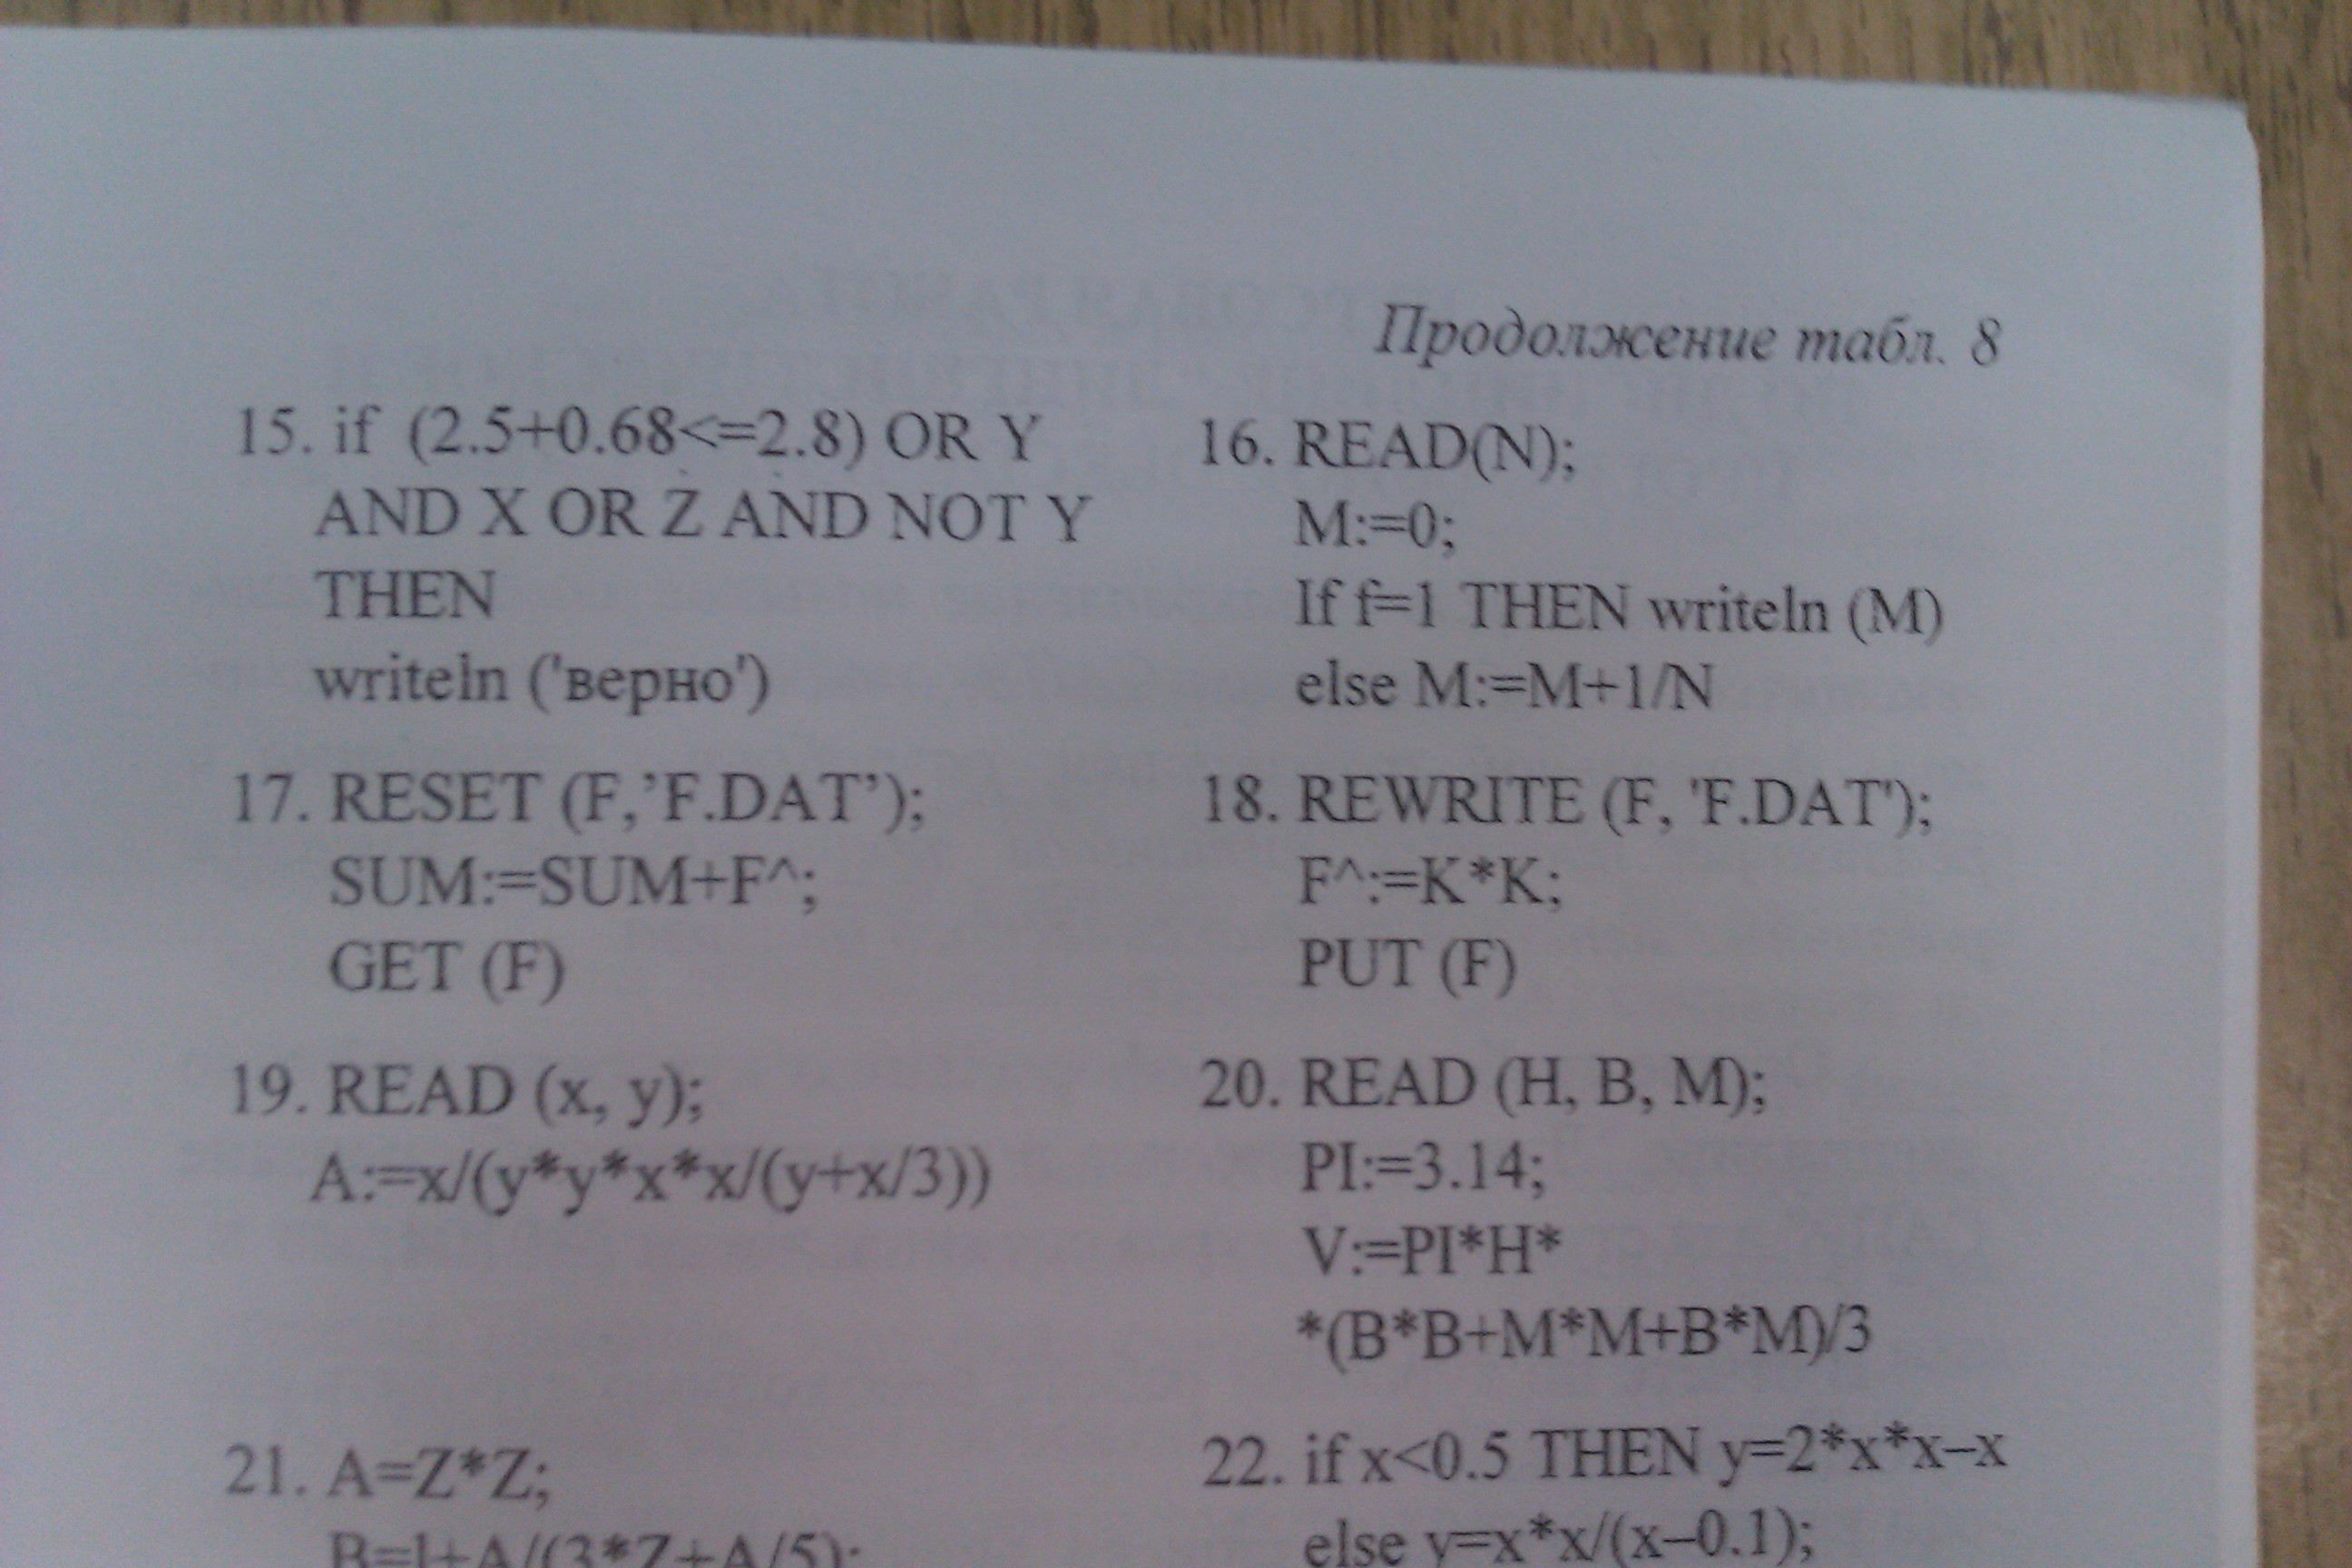 Продолжение табл. 8
15. if (2.5+0.68<=2.8) OR Y
AND X OR Z AND NOT Y
THEN
writeln ('верно')
16. READ(N);
M:=0;
If f=1 THEN writeln (M)
else M:=M+1/N
17. RESET (F,’F.DAT’);
SUM:=SUM+F^;
GET (F)
18. REWRITE (F, 'F.DAT');
F^:=K*K;
PUT (F)
19. READ (x, y);
A:=x/(y*y*x*x/(y+x/3))
20. READ (H, B, M);
PI:=3.14;
V:=PI*H*
*(B*B+M*M+B*M)/3
21. A=Z*Z;
B=1+A/(3*Z+A/5);
22. if x<0.5 THEN y=2*x*x–x
else y=x*x/(x–0.1);